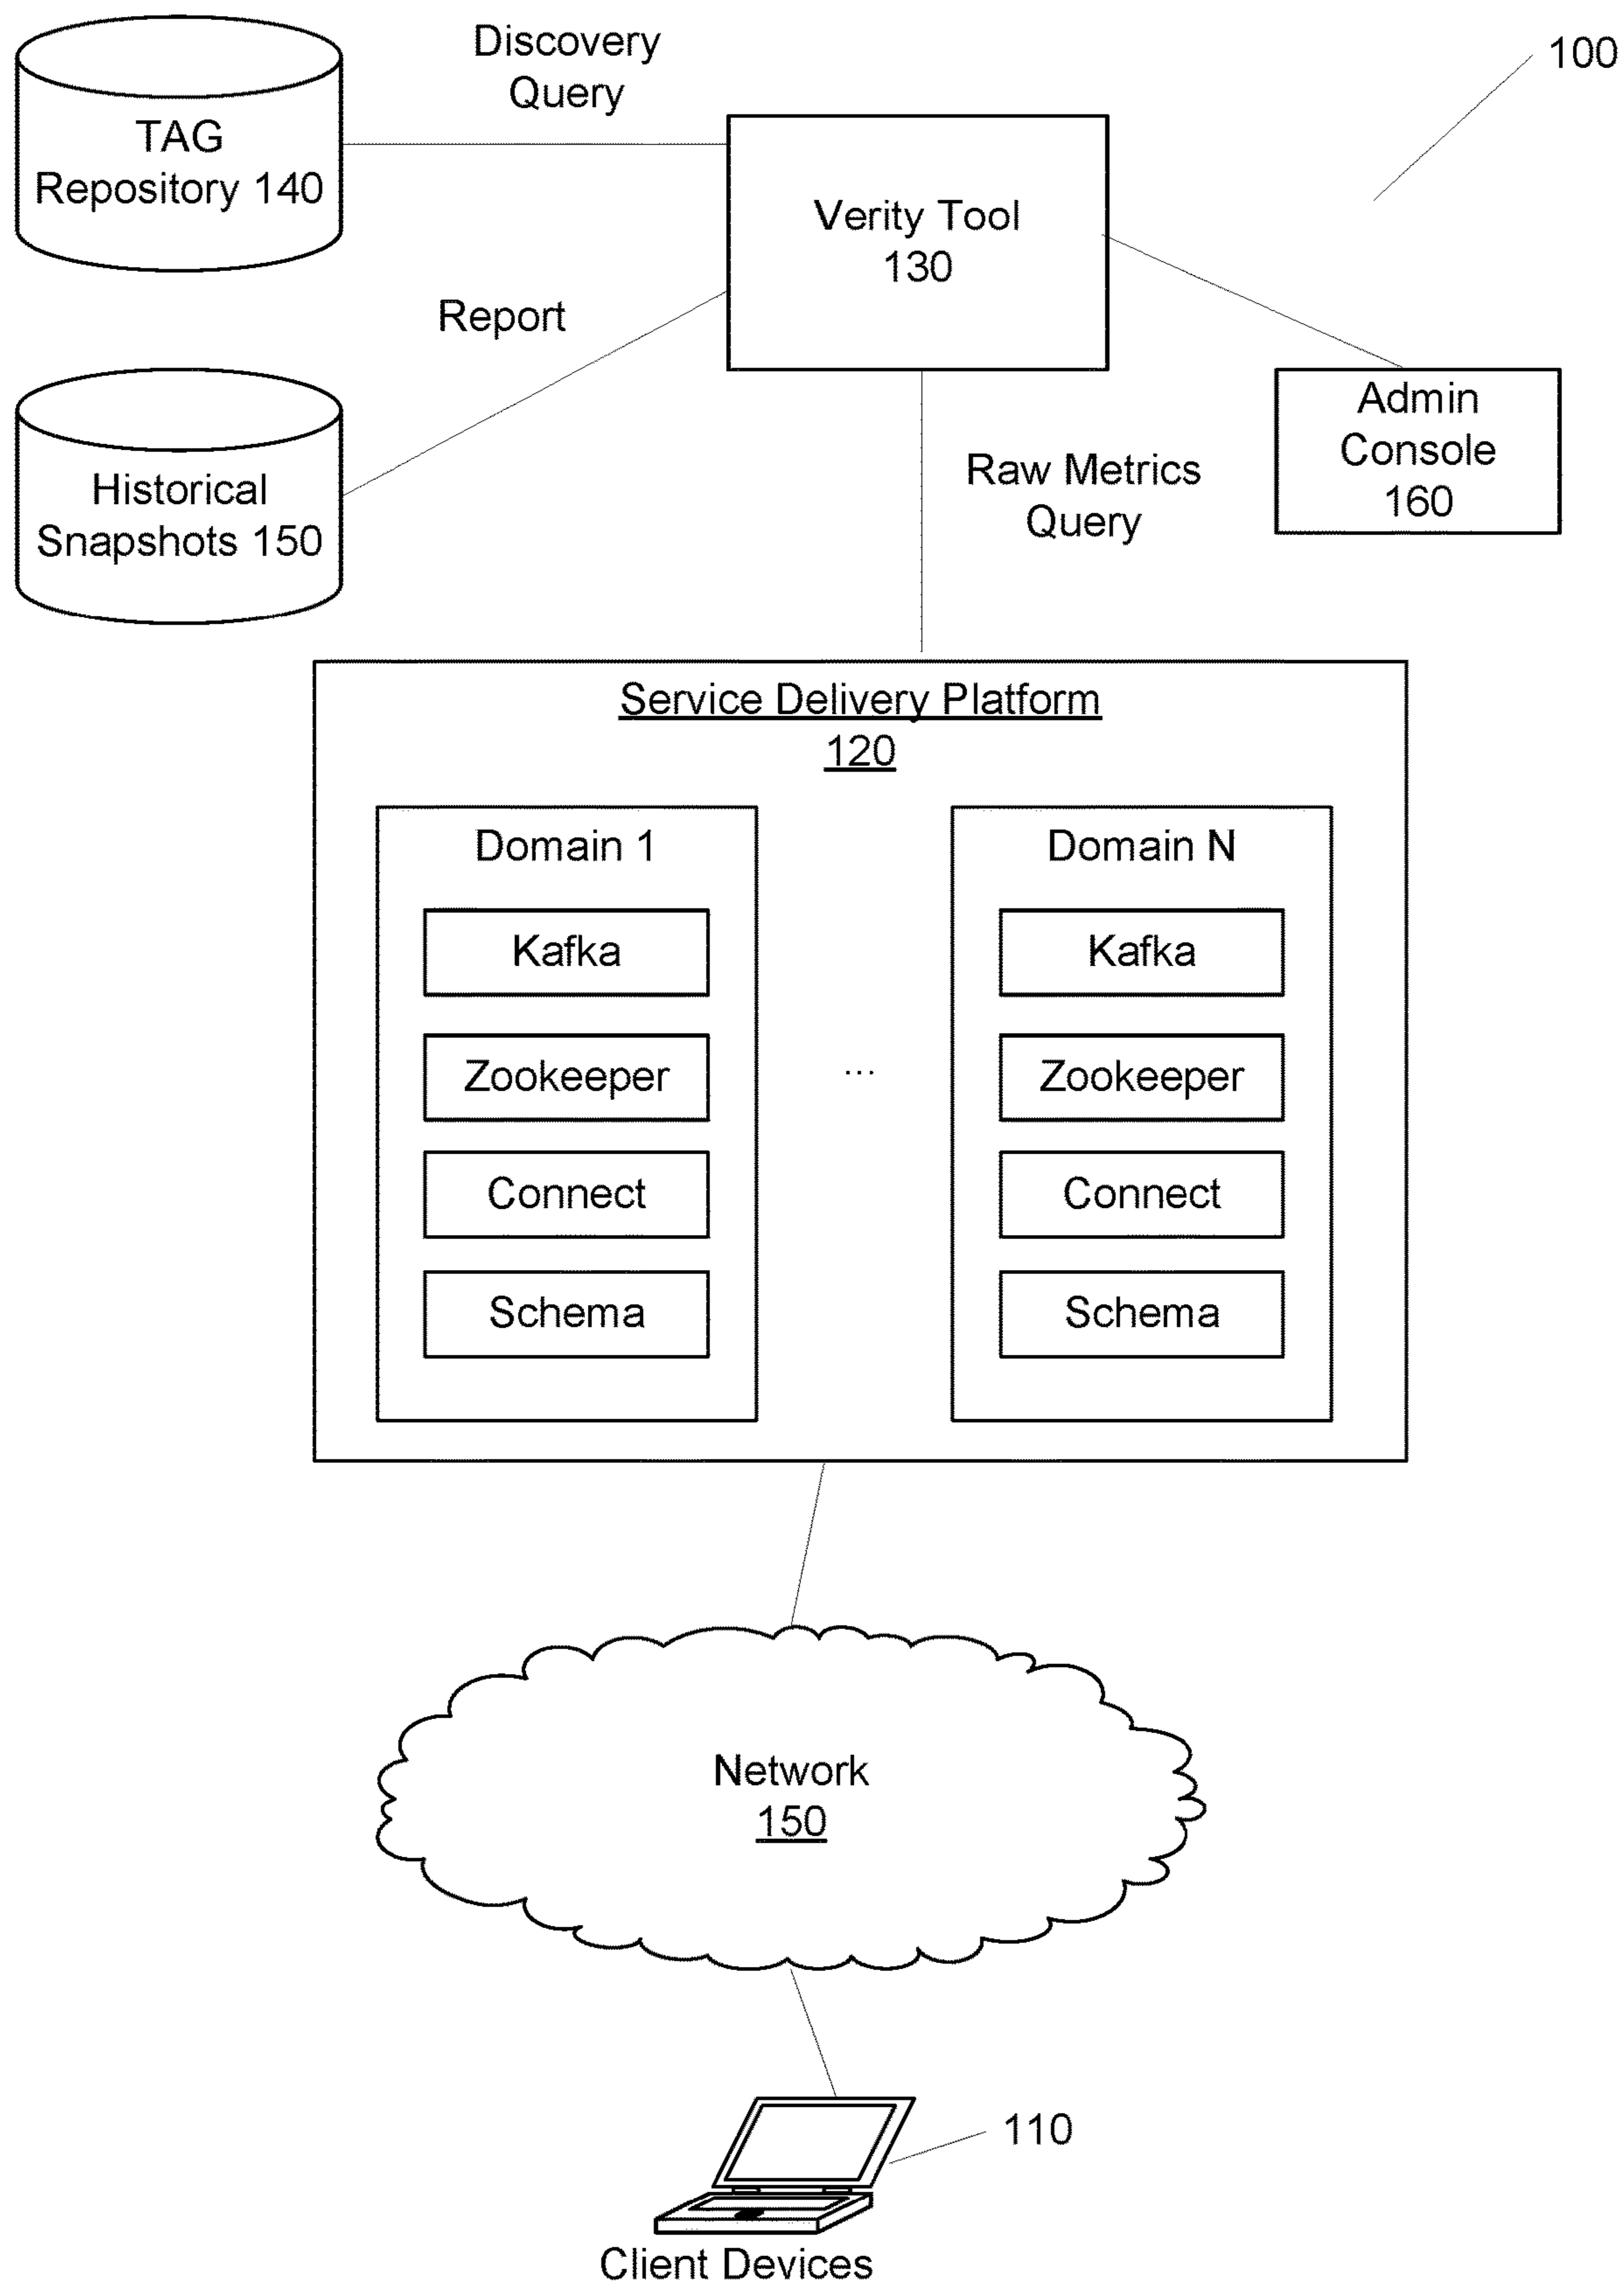 Discovery
Query
100
TAG
Repository 140
Verity Tool
130
Report
Historical
Snapshots 150
Admin
Console
160
Raw Metrics
Query
Service Delivery Platform
120
Domain 1
Kafka
Zookeeper
Connect
Schema
...
Domain N
Kafka
Zookeeper
Connect
Schema
Network
150
110
Client Devices